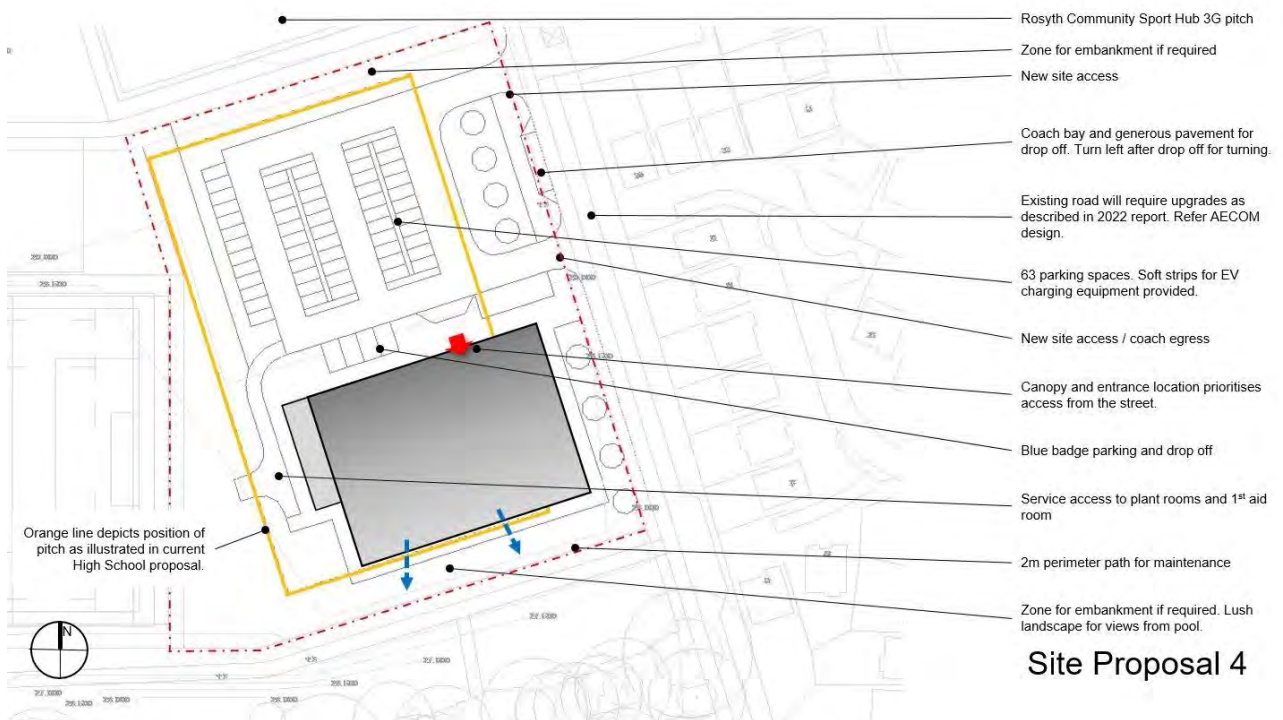 Rosyth Community Sport Hub 3G pitch
Zone for embankment if required
New site access
Coach bay and generous pavement for
drop off. Turn left after drop off for turning.
Existing road will require upgrades as
described in 2022 report. Refer AECOM
design.
63 parking spaces. Soft strips for EV
charging equipment provided.
New site access / coach egress
Canopy and entrance location prioritises
access from the street.
Blue badge parking and drop off
Service access to plant rooms and 1st aid
room
2m perimeter path for maintenance
Zone for embankment if required. Lush
landscape for views from pool.
Orange line depicts position of
pitch as illustrated in current
High School proposal.
N
Site Proposal 4